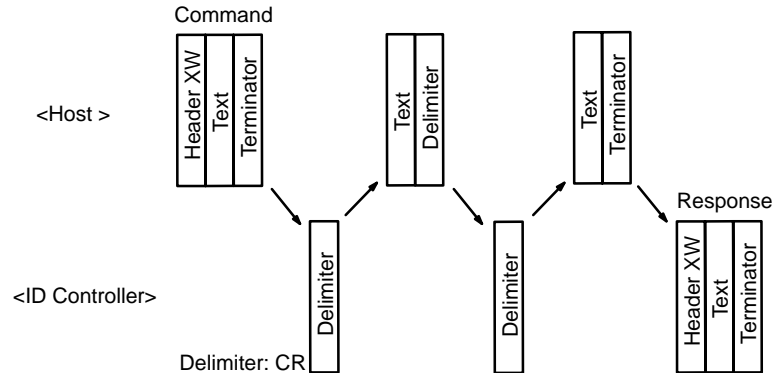 Command
<Host >
Header XW
Text
Terminator
Text
Delimiter
Text
Terminator
Response
<ID Controller>
Delimiter
Delimiter
Header XW
Text
Terminator
Delimiter: CR